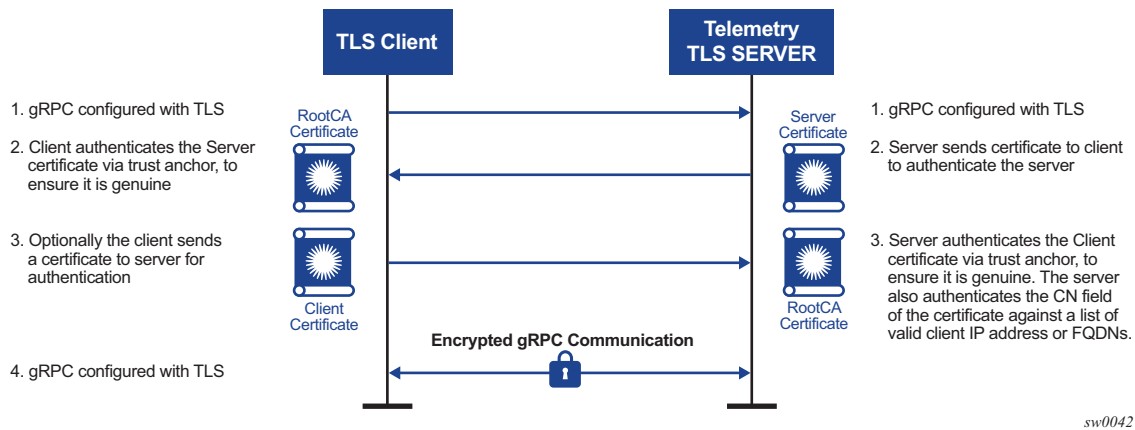 TLS Client
Telemetry
TLS SERVER
1. gRPC configured with TLS
2. Client authenticates the Server
certificate via trust anchor, to
ensure it is genuine
3. Optionally the client sends
a certificate to server for
authentication
4. gRPC configured with TLS
RootCA
Certificate
Client
Certificate
Encrypted gRPC Communication
Server
Certificate
RootCA
Certificate
1. gRPC configured with TLS
2. Server sends certificate to client
to authenticate the server
3. Server authenticates the Client
certificate via trust anchor, to
ensure it is genuine. The server
also authenticates the CN field
of the certificate against a list of
valid client IP address or FQDNs.
sw0042